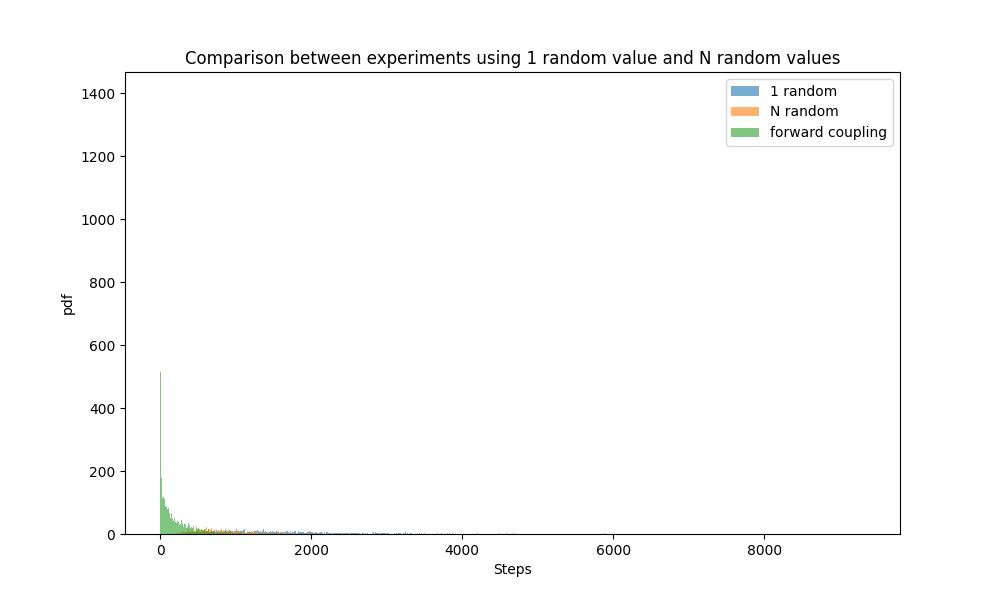 Comparison between experiments using 1 random value and N random values
1 random
N random
forward coupling
1400
1200
1000
800
600
400
200
0
pdf
0 2000 4000 6000 8000
Steps